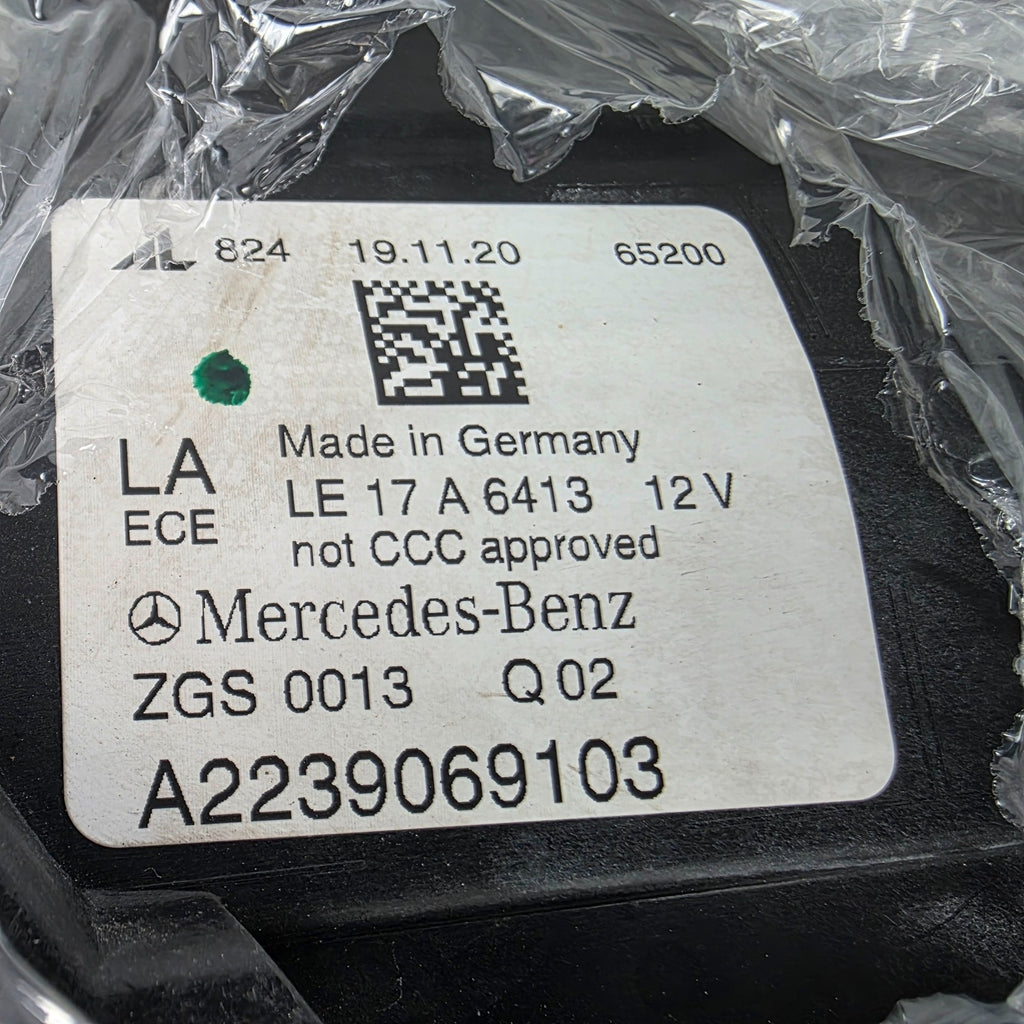 AL 824 19.11.20 65200
Made in Germany
LA LE 17 A 6413 12 V
ECE not CCC approved
Mercedes-Benz
ZGS 0013 Q 02
A2239069103